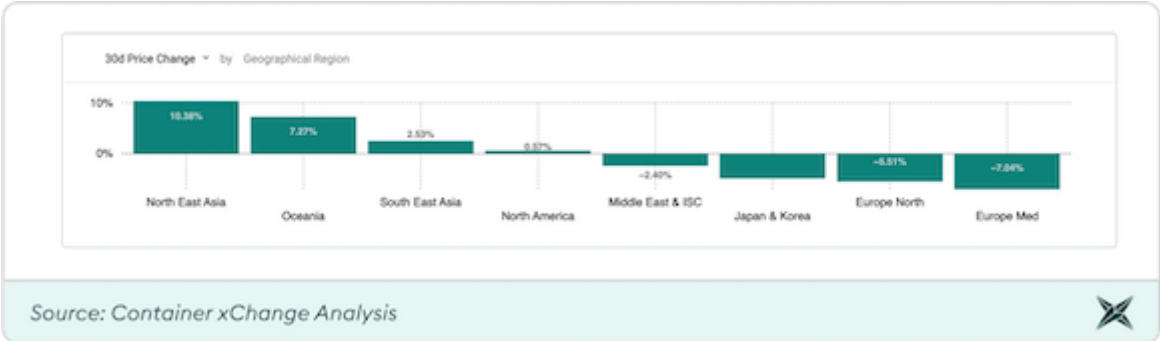 30d Price Change by Geographical Region
10%
10.38%
7.27%
2.53%
0.57%
0%
-2.40%
-5.51%
-7.04%
North East Asia
Oceania
South East Asia
North America
Middle East & ISC
Japan & Korea
Europe North
Europe Med
Source: Container xChange Analysis